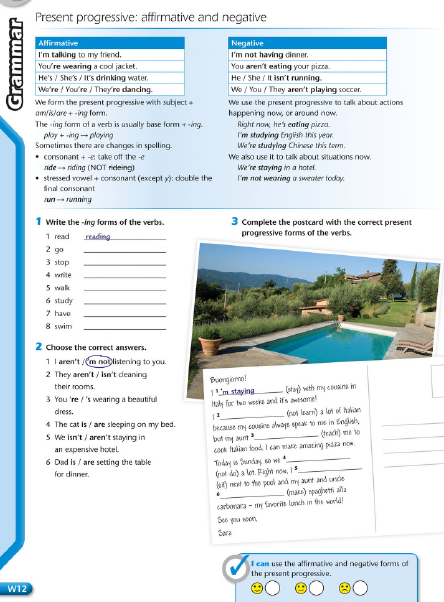 Grammar
Present progressive: affirmative and negative
Affirmative
I'm talking to my friend.
You're wearing a cool jacket.
He's / She's / It's drinking water.
We're / You're / They're dancing.
We form the present progressive with subject +
am/is/are + -ing form.
The -ing form of a verb is usually base form + -ing.
play + -ing → playing
Sometimes there are changes in spelling.
• consonant + -e: take off the -e
ride → riding (NOT rideing)
• stressed vowel + consonant (except y): double the
final consonant
run → running
Negative
I'm not having dinner.
You aren't eating your pizza.
He / She / It isn't running.
We / You / They aren't playing soccer.
We use the present progressive to talk about actions
happening now, or around now.
Right now, he's eating pizza.
I'm studying English this year.
We're studying Chinese this term.
We also use it to talk about situations now.
We're staying in a hotel.
I'm not wearing a sweater today.
1 Write the -ing forms of the verbs.
1 read reading
2 go
3 stop
4 write
5 walk
6 study
7 have
8 swim
2 Choose the correct answers.
1 I aren't / 'm not listening to you.
2 They aren't / isn't cleaning
their rooms.
3 You 're / 's wearing a beautiful
dress.
4 The cat is / are sleeping on my bed.
5 We isn't / aren't staying in
an expensive hotel.
6 Dad is / are setting the table
for dinner.
3 Complete the postcard with the correct present
progressive forms of the verbs.
Buongiorno!
I 1 'm staying (stay) with my cousins in
Italy for two weeks and it's awesome!
I 2 (not learn) a lot of Italian
because my cousins always speak to me in English,
but my aunt 3 (teach) me to
cook Italian food. I can make amazing pizza now.
Today is Sunday, so we 4
(not do) a lot. Right now, I 5
(sit) next to the pool and my aunt and uncle
6 (make) spaghetti alla
carbonara – my favorite lunch in the world!
See you soon,
Sara
I can use the affirmative and negative forms of
the present progressive.
W12